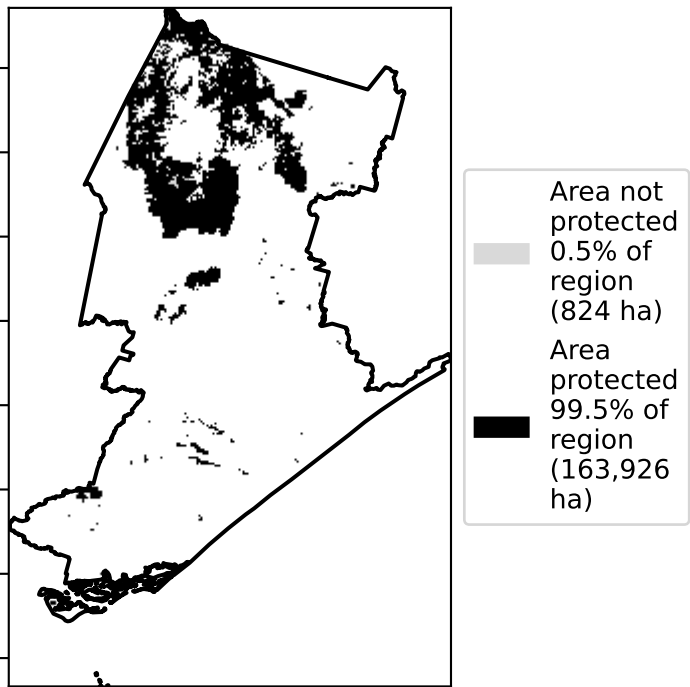 Area not
protected
0.5% of
region
(824 ha)
Area
protected
99.5% of
region
(163,926
ha)